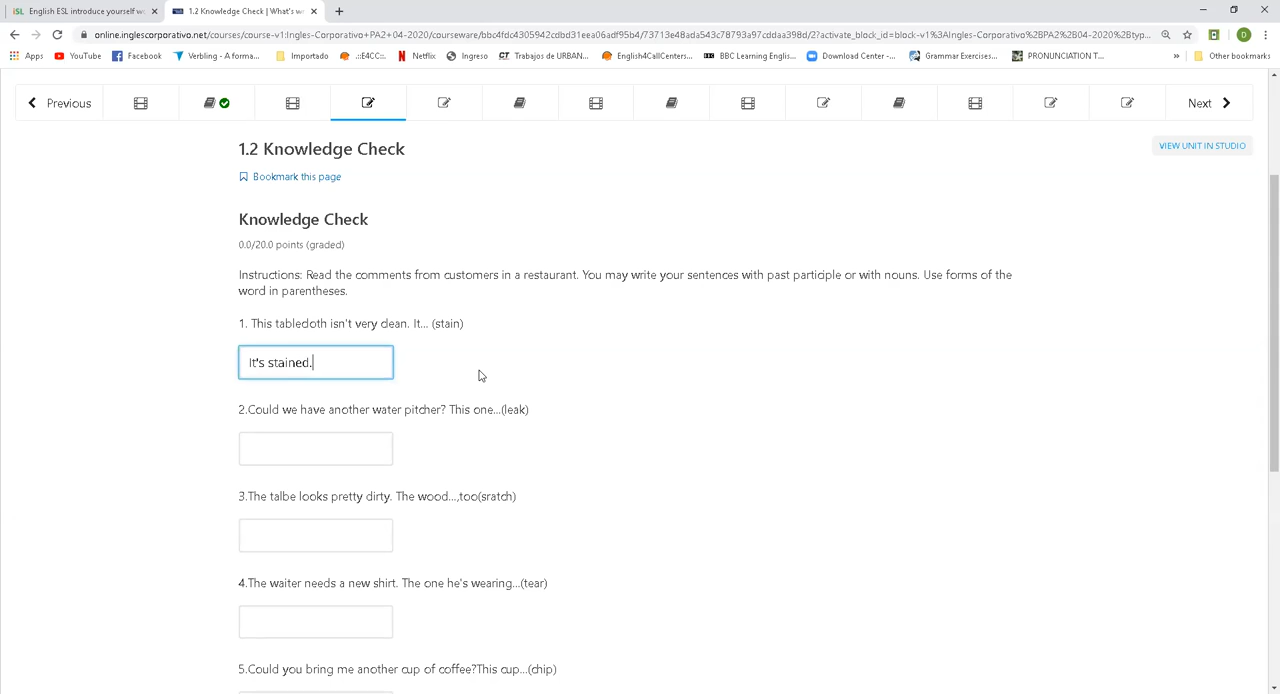 English ESL introduce yourself wo
1.2 Knowledge Check | What's w
online.inglescorporativo.net/courses/course-v1:Ingles-Corporativo+PA2+04-2020/courseware/bbc4fdc4305942cdbd31eea06adf95b4/73713e48ada543c78793a97cddaa398d/2?activate_block_id=block-v1%3AIngles-Corporativo%2BPA2%2B04-2020%2Btyp...
Apps YouTube Facebook Verbling - A forma... Importado .::E4CC::. Netflix Ingreso Trabajos de URBAN... English4CallCenters... BBC Learning Englis... Download Center -... Grammar Exercises... PRONUNCIATION T... » Other bookmarks
Previous
Next
1.2 Knowledge Check
VIEW UNIT IN STUDIO
Bookmark this page
Knowledge Check
0.0/20.0 points (graded)
Instructions: Read the comments from customers in a restaurant. You may write your sentences with past participle or with nouns. Use forms of the
word in parentheses.
1. This tablecloth isn't very clean. It... (stain)
It's stained.
2.Could we have another water pitcher? This one...(leak)
3.The talbe looks pretty dirty. The wood...,too(sratch)
4.The waiter needs a new shirt. The one he's wearing...(tear)
5.Could you bring me another cup of coffee?This cup...(chip)